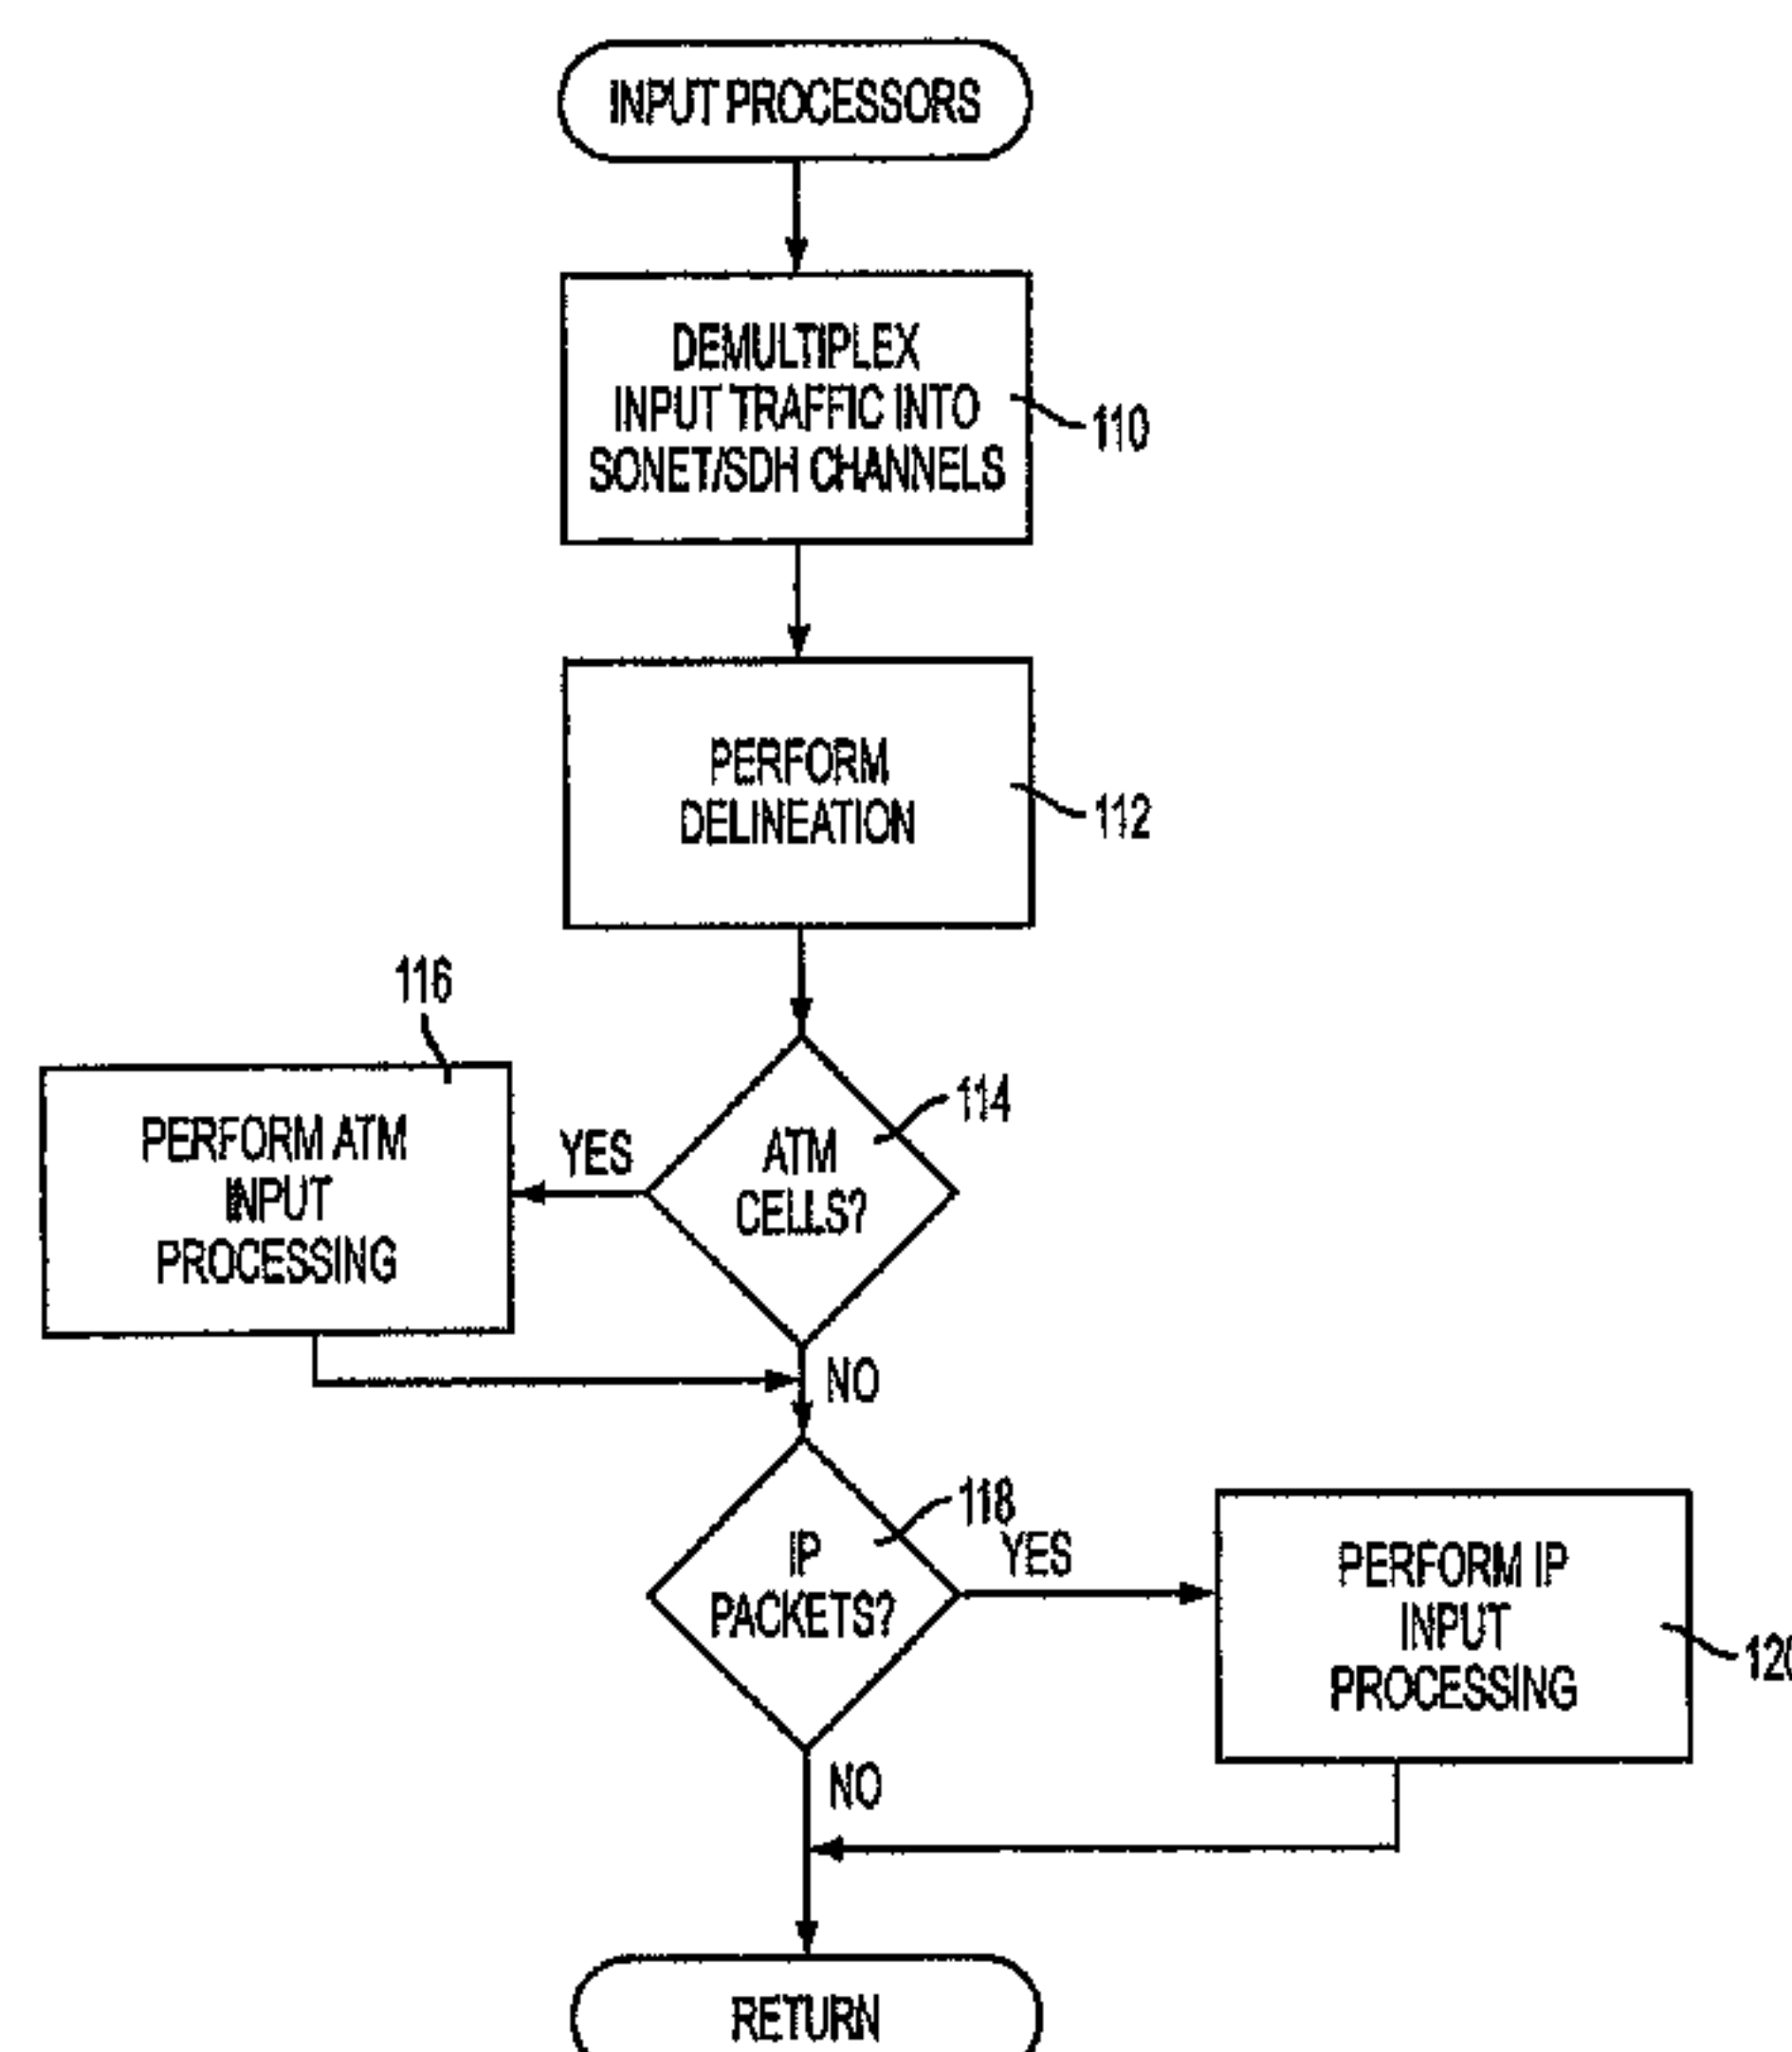 INPUT PROCESSORS
DEMULTIPLEX
INPUT TRAFFIC INTO
SONET/SDH CHANNELS
110
PERFORM
DELINEATION
112
116
PERFORM ATM
INPUT
PROCESSING
YES
ATM
CELLS?
114
NO
IP
PACKETS?
118
YES
PERFORM IP
INPUT
PROCESSING
120
NO
RETURN